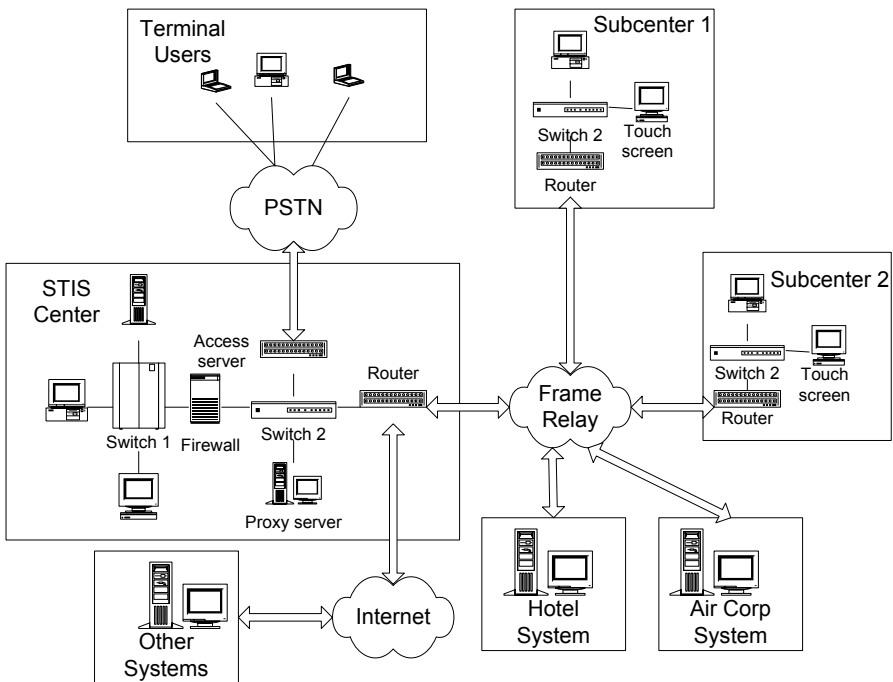 Terminal
Users
Subcenter 1
Switch 2
Touch
screen
Router
PSTN
STIS
Center
Access
server
Router
Switch 1
Firewall
Switch 2
Proxy server
Frame
Relay
Subcenter 2
Switch 2
Touch
screen
Router
Hotel
System
Air Corp
System
Internet
Other
Systems